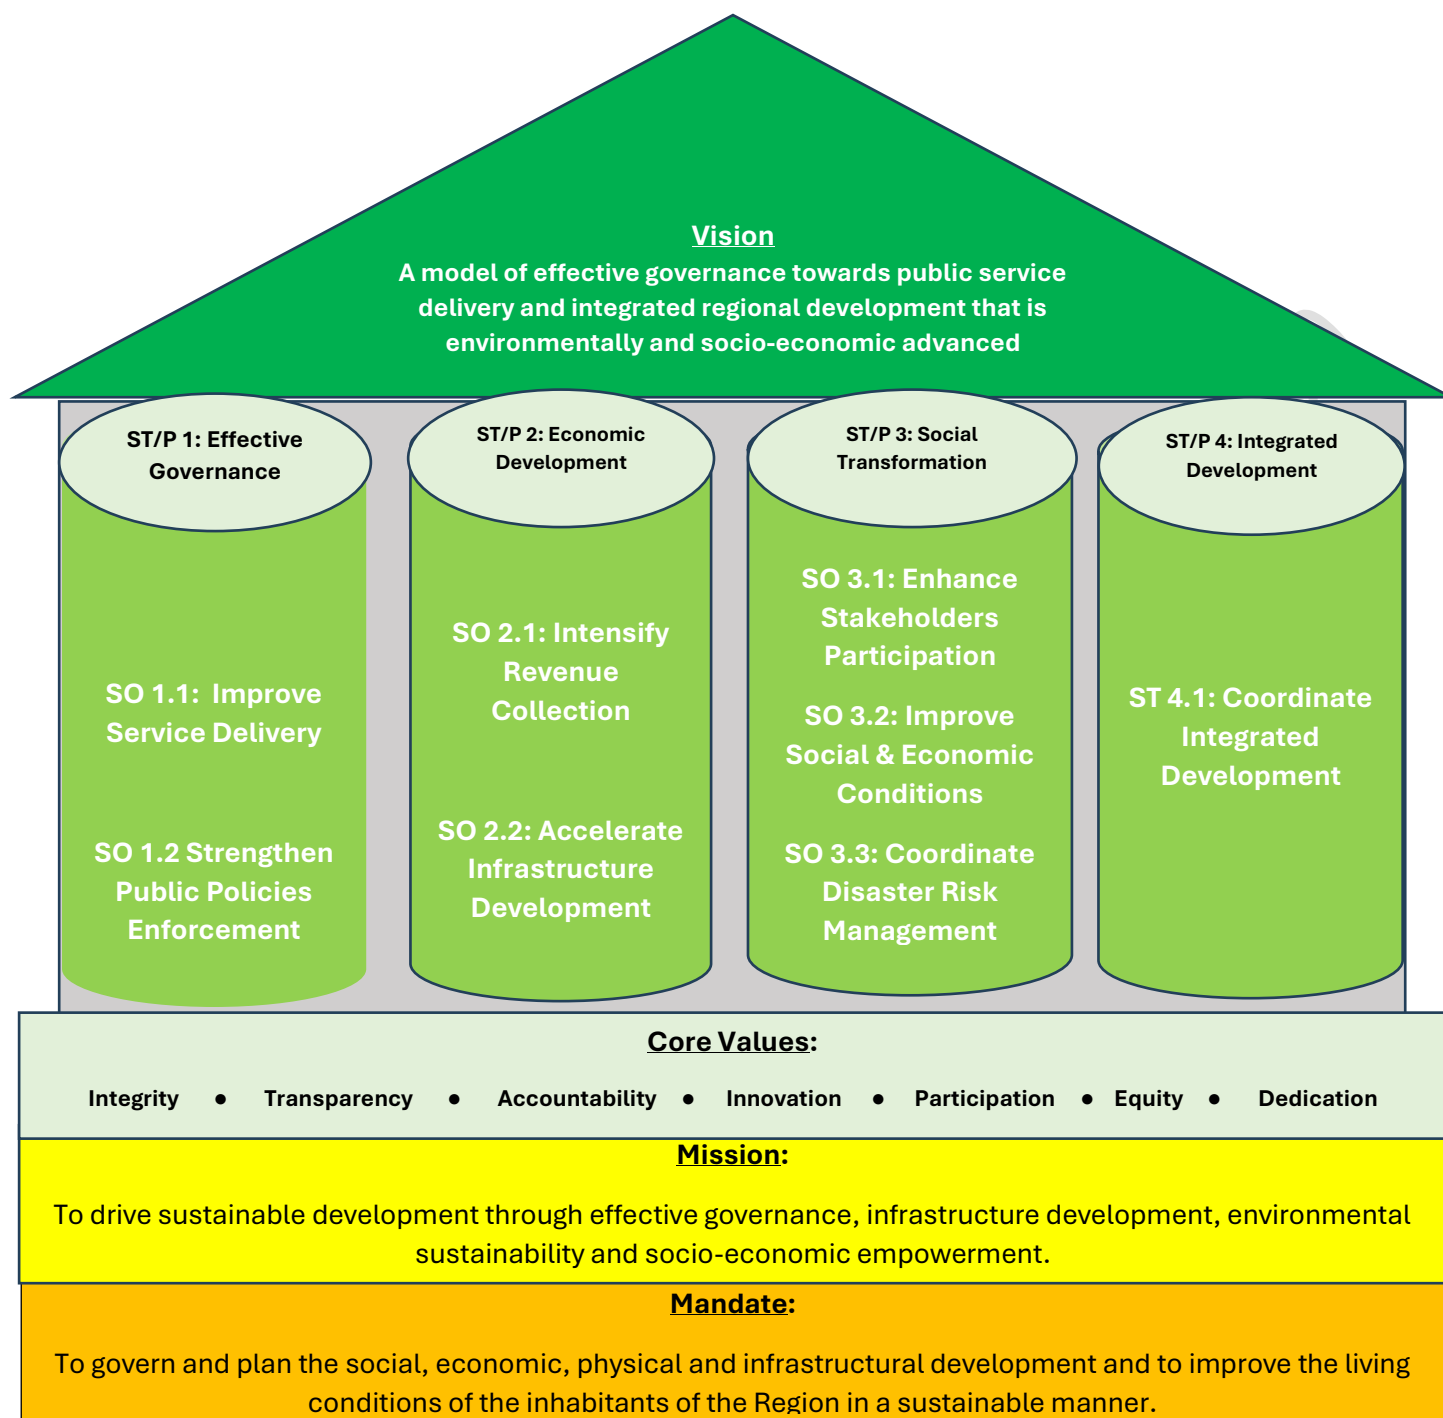 Vision
A model of effective governance towards public service
delivery and integrated regional development that is
environmentally and socio-economic advanced
ST/P 1: Effective
Governance
ST/P 2: Economic
Development
ST/P 3: Social
Transformation
ST/P 4: Integrated
Development
SO 1.1:  Improve
Service Delivery
SO 1.2 Strengthen
Public Policies
Enforcement
SO 2.1: Intensify
Revenue
Collection
SO 2.2: Accelerate
Infrastructure
Development
SO 3.1: Enhance
Stakeholders
Participation
SO 3.2: Improve
Social & Economic
Conditions
SO 3.3: Coordinate
Disaster Risk
Management
ST 4.1: Coordinate
Integrated
Development
Core Values:
Integrity • Transparency • Accountability • Innovation • Participation • Equity • Dedication
Mission:
To drive sustainable development through effective governance, infrastructure development, environmental
sustainability and socio-economic empowerment.
Mandate:
To govern and plan the social, economic, physical and infrastructural development and to improve the living
conditions of the inhabitants of the Region in a sustainable manner.